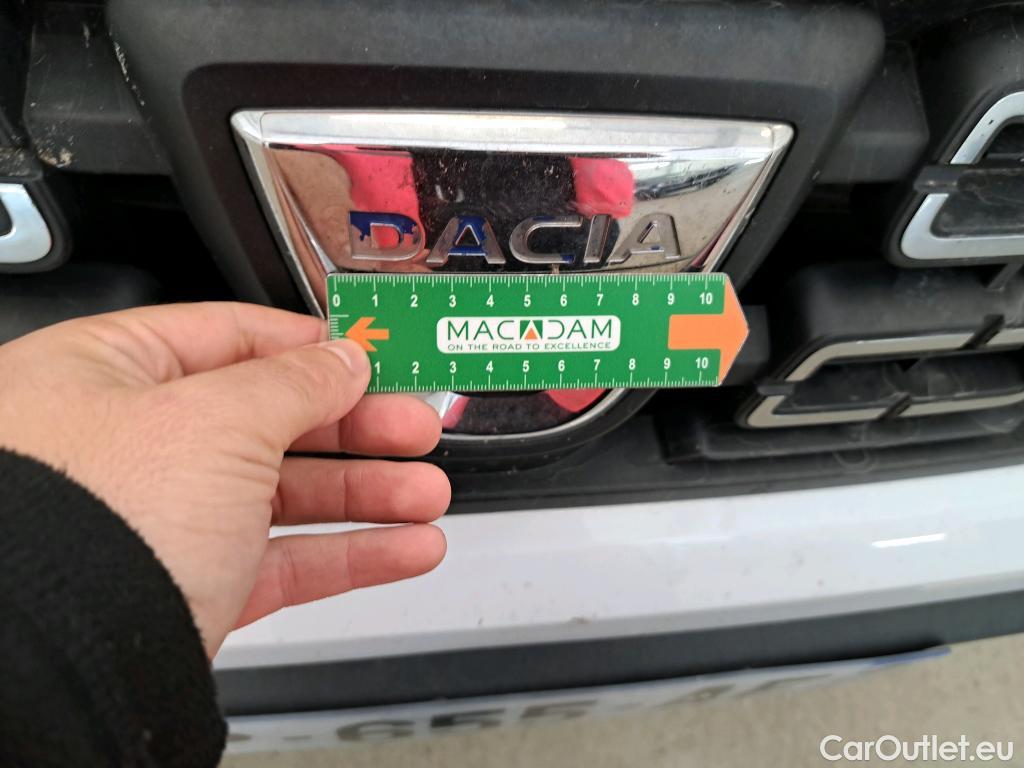 DACIA
0 1 2 3 4 5 6 7 8 9 10
MACADAM
ON THE ROAD TO EXCELLENCE
1 2 3 4 5 6 7 8 9 10
CarOutlet.eu